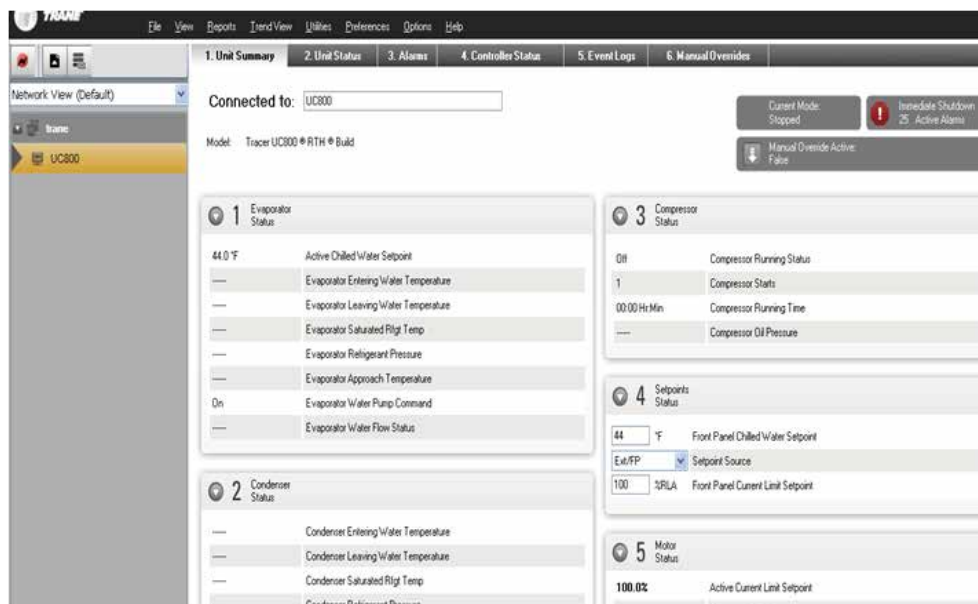 TRANE
File View Reports TrendView Utilities Preferences Options Help
1. Unit Summary 2. Unit Status 3. Alarms 4. Controller Status 5. Event Logs 6. Manual Overrides
Network View (Default)
trane
UC800
Connected to: UC800
Model: Tracer UC800 ® RTH ® Build
Current Mode:
Stopped
Immediate Shutdown
25 Active Alarms
Manual Override Active:
False
1 Evaporator
Status
44.0 °F Active Chilled Water Setpoint
---- Evaporator Entering Water Temperature
---- Evaporator Leaving Water Temperature
---- Evaporator Saturated Rfgt Temp
---- Evaporator Refrigerant Pressure
---- Evaporator Approach Temperature
On Evaporator Water Pump Command
---- Evaporator Water Flow Status
2 Condenser
Status
---- Condenser Entering Water Temperature
---- Condenser Leaving Water Temperature
---- Condenser Saturated Rfgt Temp
Condenser Refrigerant Pressure
3 Compressor
Status
Off Compressor Running Status
1 Compressor Starts
00:00 Hr:Min Compressor Running Time
---- Compressor Oil Pressure
4 Setpoints
Status
44 °F Front Panel Chilled Water Setpoint
Ext/FP Setpoint Source
100 %RLA Front Panel Current Limit Setpoint
5 Motor
Status
100.0% Active Current Limit Setpoint